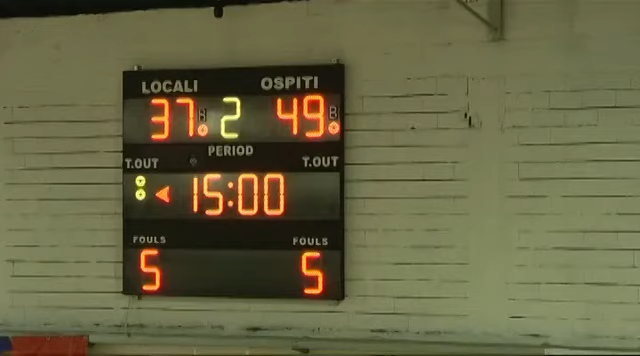 LOCALI OSPITI
37 B 2 49 B
PERIOD
T.OUT T.OUT
15:00
FOULS FOULS
5 5